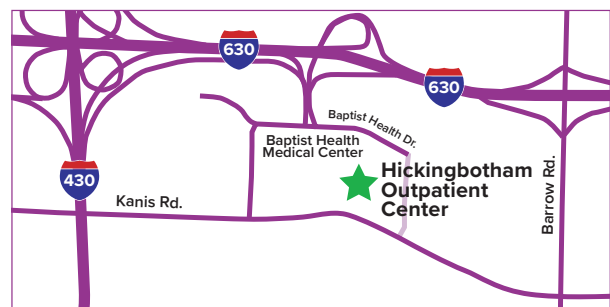 630
630
Baptist Health Dr.
Baptist Health
Medical Center
430
Hickingbotham
Outpatient
Center
Kanis Rd.
Barrow Rd.